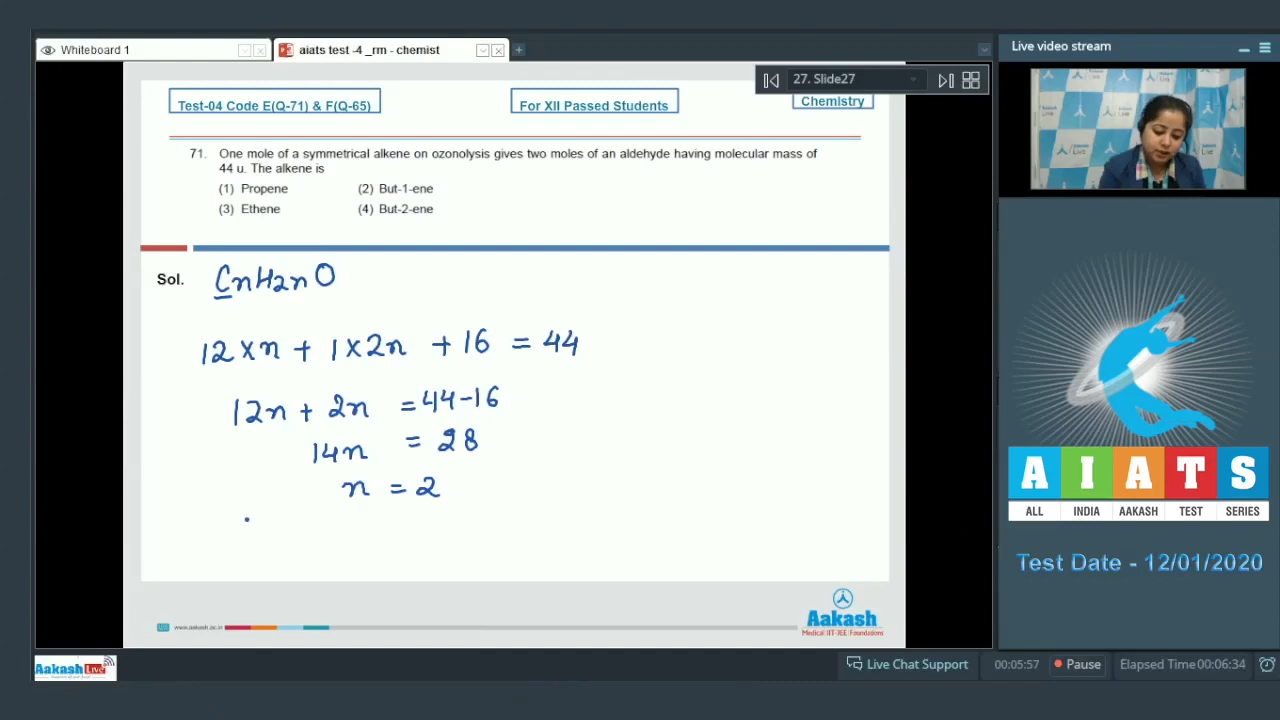 Whiteboard 1
aiats test -4 _rm - chemist
Live video stream
27. Slide27
Test-04 Code E(Q-71) & F(Q-65)
For XII Passed Students
Chemistry
71. One mole of a symmetrical alkene on ozonolysis gives two moles of an aldehyde having molecular mass of
44 u. The alkene is
(1) Propene (2) But-1-ene
(3) Ethene (4) But-2-ene
Sol. CnH2nO
12×n + 1×2n + 16 = 44
12n + 2n = 44-16
14n = 28
n = 2
A I A T S
ALL INDIA AAKASH TEST SERIES
Test Date - 12/01/2020
www.aakash.ac.in
Aakash
Medical|IIT-JEE|Foundations
Aakash Live
Live Chat Support
00:05:57
Pause
Elapsed Time 00:06:34